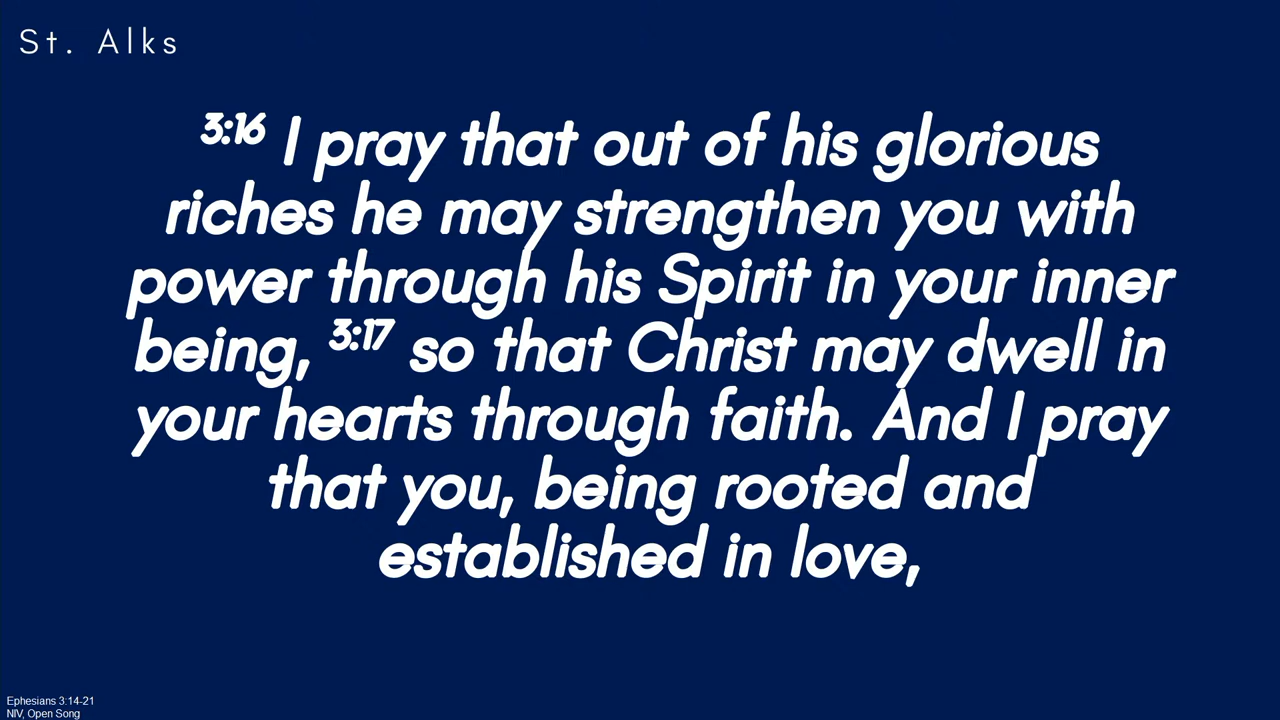 St. Alks
3:16 I pray that out of his glorious
riches he may strengthen you with
power through his Spirit in your inner
being, 3:17 so that Christ may dwell in
your hearts through faith. And I pray
that you, being rooted and
established in love,
Ephesians 3:14-21
NIV, Open Song